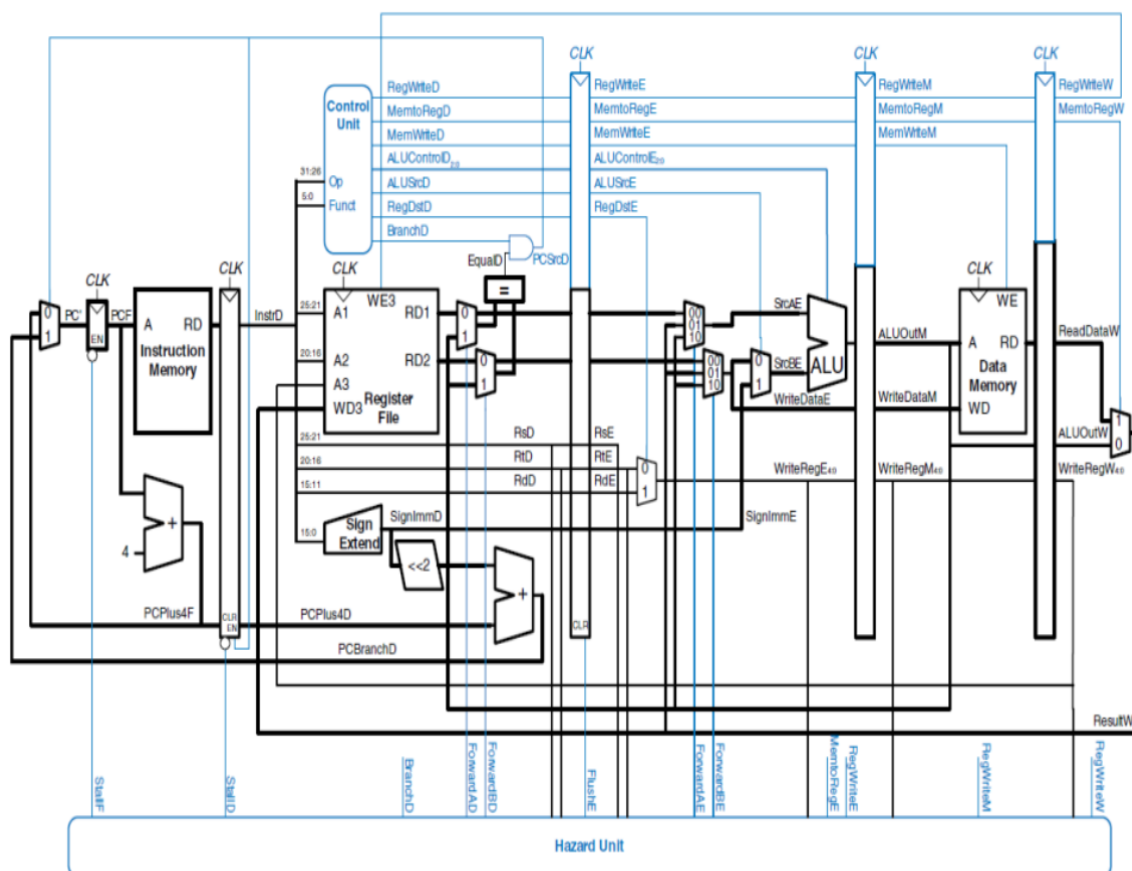 CLK
CLK
CLK
RegWriteD
RegWriteE
RegWriteM
RegWriteW
Control
Unit
MemtoRegD
MemtoRegE
MemtoRegM
MemtoRegW
MemWriteD
MemWriteE
MemWriteM
ALUControlD2:0
ALUControlE2:0
31:26
Op
ALUSrcD
ALUSrcE
5:0
Funct
RegDstD
RegDstE
BranchD
EqualD
PCSrcD
CLK
CLK
CLK
CLK
0
1
PC'
EN
PCF
A
RD
Instruction
Memory
InstrD
25:21
A1
WE3
RD1
=
0
1
00
01
10
SrcAE
20:16
A2
RD2
0
1
00
01
10
0
1
SrcBE
ALU
ALUOutM
A
RD
WE
ReadDataW
Data
Memory
A3
Register
File
WD3
WriteDataE
WriteDataM
WD
1
0
ALUOutW
25:21
RsD
RsE
20:16
RtD
RtE
0
1
WriteRegE4:0
WriteRegM4:0
WriteRegW4:0
15:11
RdD
RdE
15:0
Sign
Extend
SignImmD
SignImmE
+
4
<<2
+
PCPlus4F
CLR
EN
PCPlus4D
CLR
PCBranchD
ResultW
StallF
StallD
BranchD
ForwardAD
ForwardBD
FlushE
ForwardAE
ForwardBE
MemtoRegE
RegWriteE
RegWriteM
RegWriteW
Hazard Unit